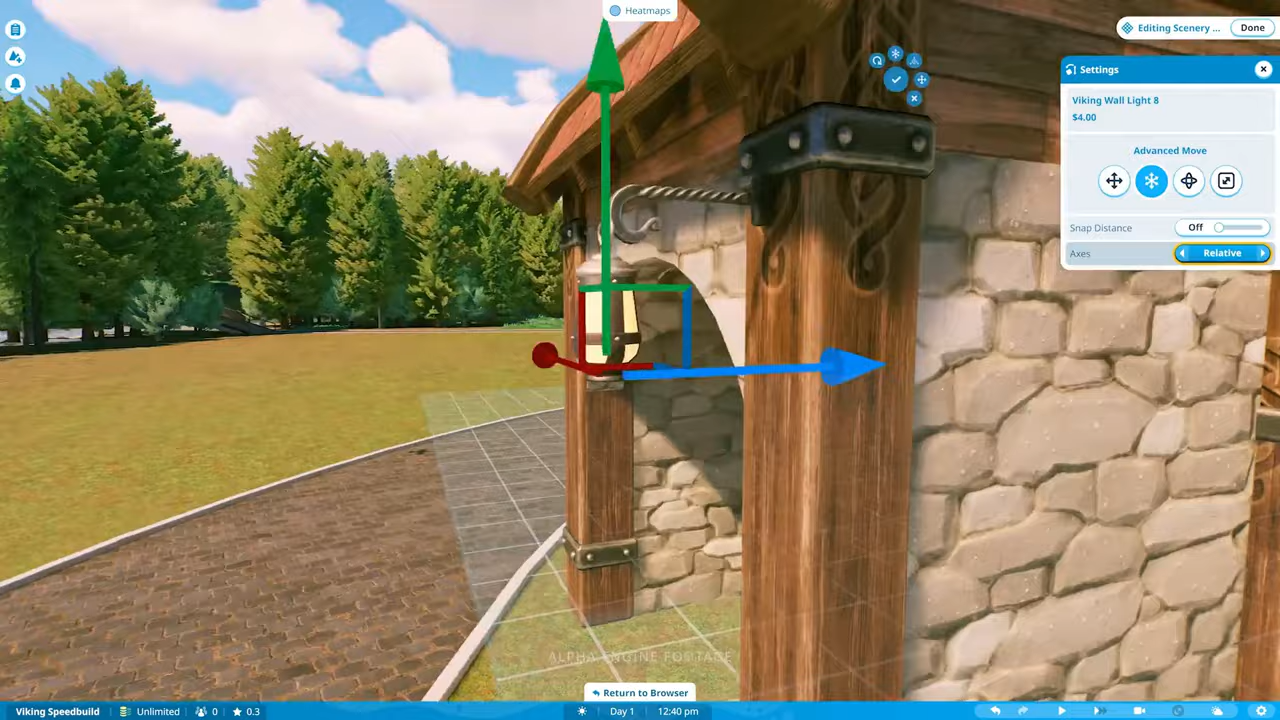 Heatmaps
Editing Scenery ...
Done
Settings
Viking Wall Light 8
$4.00
Advanced Move
Snap Distance
Off
Axes
Relative
ALPHA ENGINE FOOTAGE
Return to Browser
Viking Speedbuild
Unlimited
0
0.3
Day 1
12:40 pm